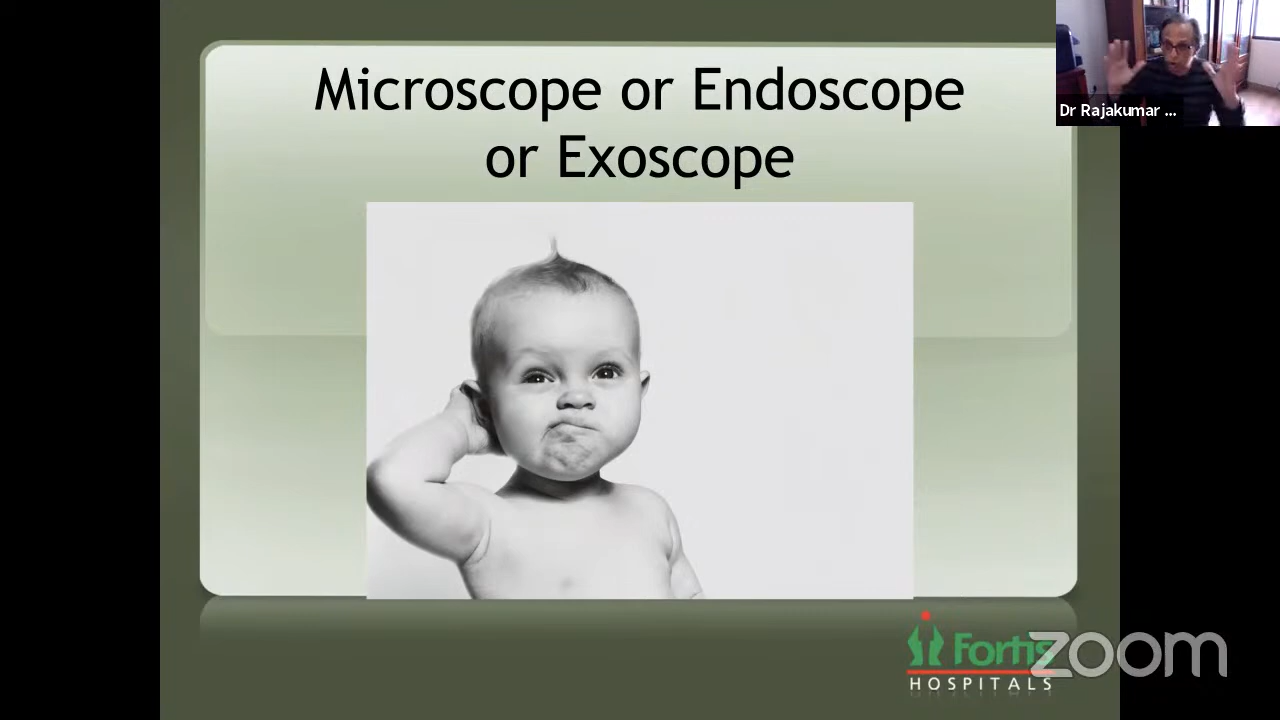 Microscope or Endoscope
or Exoscope
Dr Rajakumar ...
Fortis
HOSPITALS
zoom